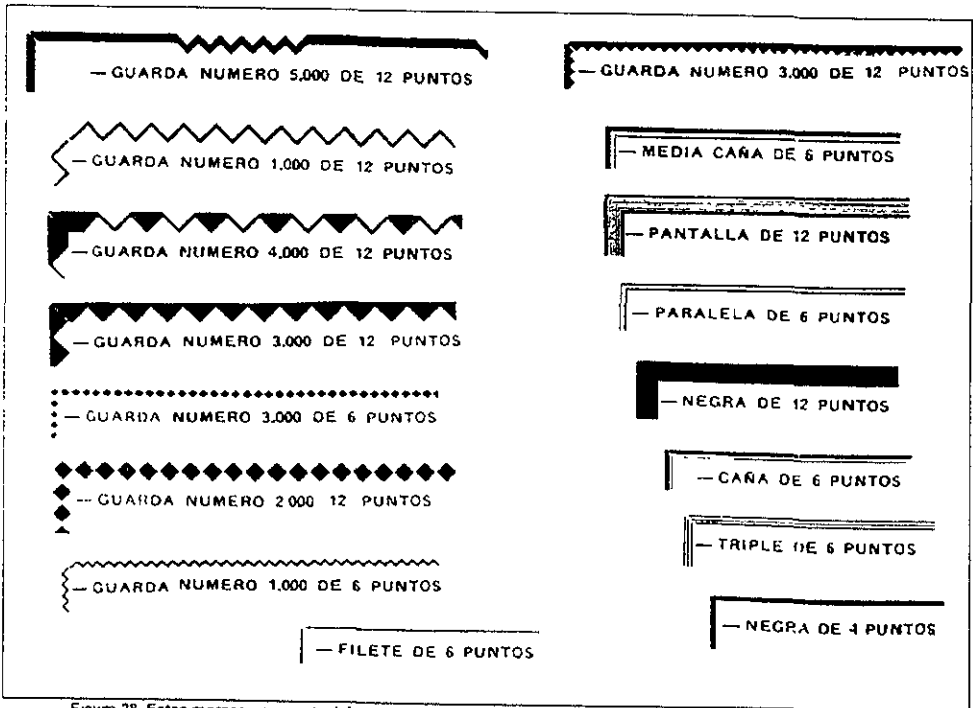 — GUARDA NUMERO 5,000 DE 12 PUNTOS
— GUARDA NUMERO 1,000 DE 12 PUNTOS
— GUARDA NUMERO 4,000 DE 12 PUNTOS
— GUARDA NUMERO 3,000 DE 12 PUNTOS
— GUARDA NUMERO 3,000 DE 6 PUNTOS
— GUARDA NUMERO 2 000 12 PUNTOS
— GUARDA NUMERO 1,000 DE 6 PUNTOS
— FILETE DE 6 PUNTOS
— GUARDA NUMERO 3,000 DE 12 PUNTOS
— MEDIA CAÑA DE 6 PUNTOS
— PANTALLA DE 12 PUNTOS
— PARALELA DE 6 PUNTOS
— NEGRA DE 12 PUNTOS
— CAÑA DE 6 PUNTOS
— TRIPLE DE 6 PUNTOS
— NEGRA DE 4 PUNTOS